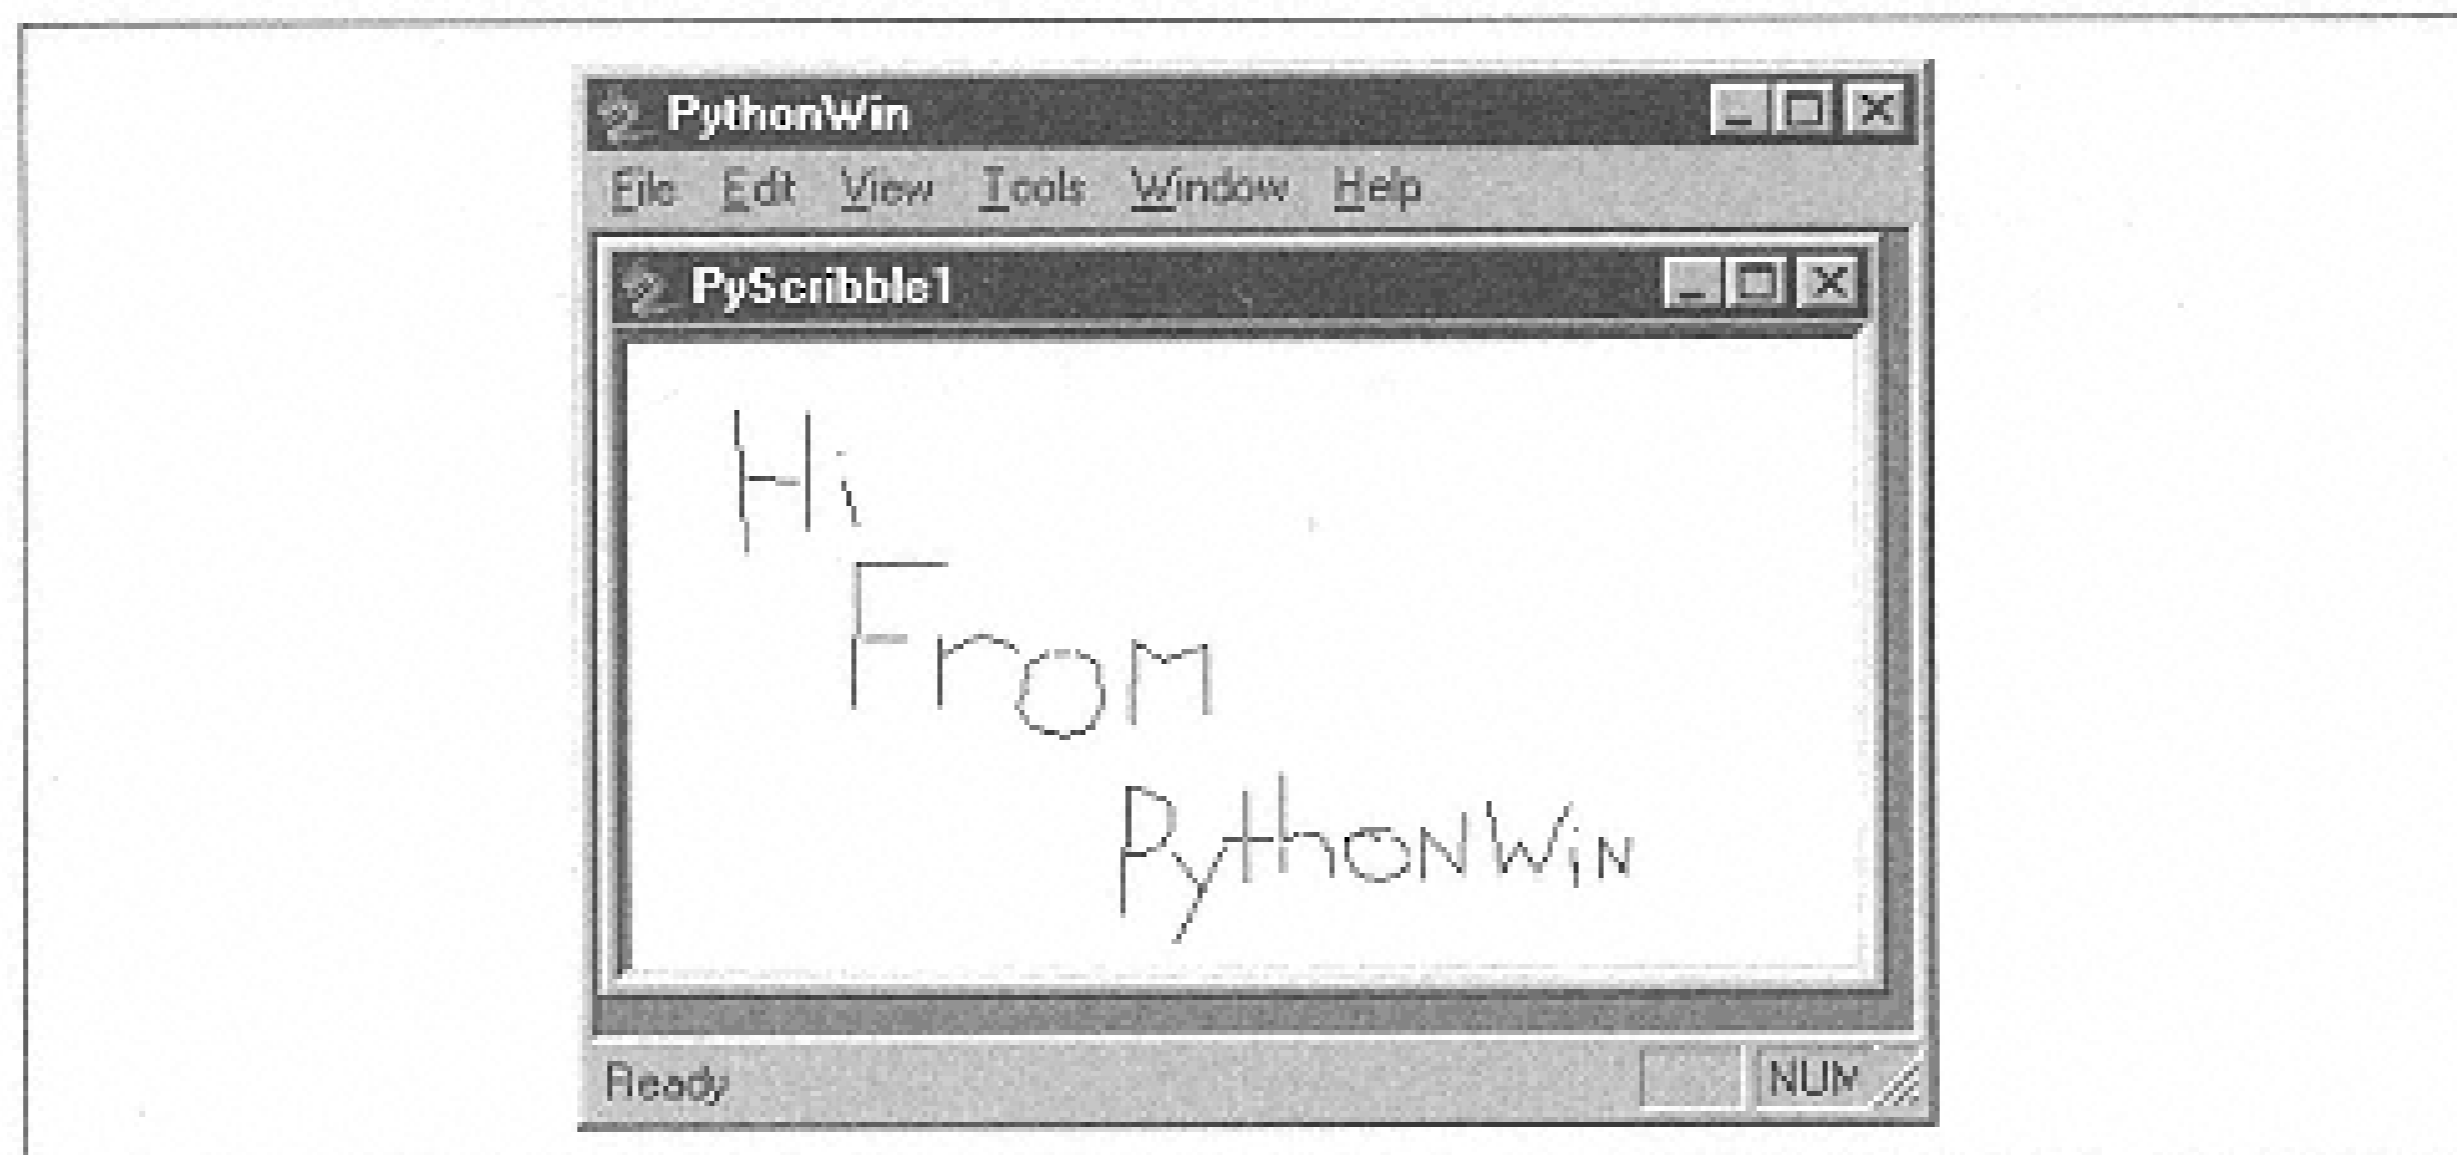 PythonWin
File Edit View Tools Window Help
PyScribble1
Hi
From
PythonWin
Ready NUM